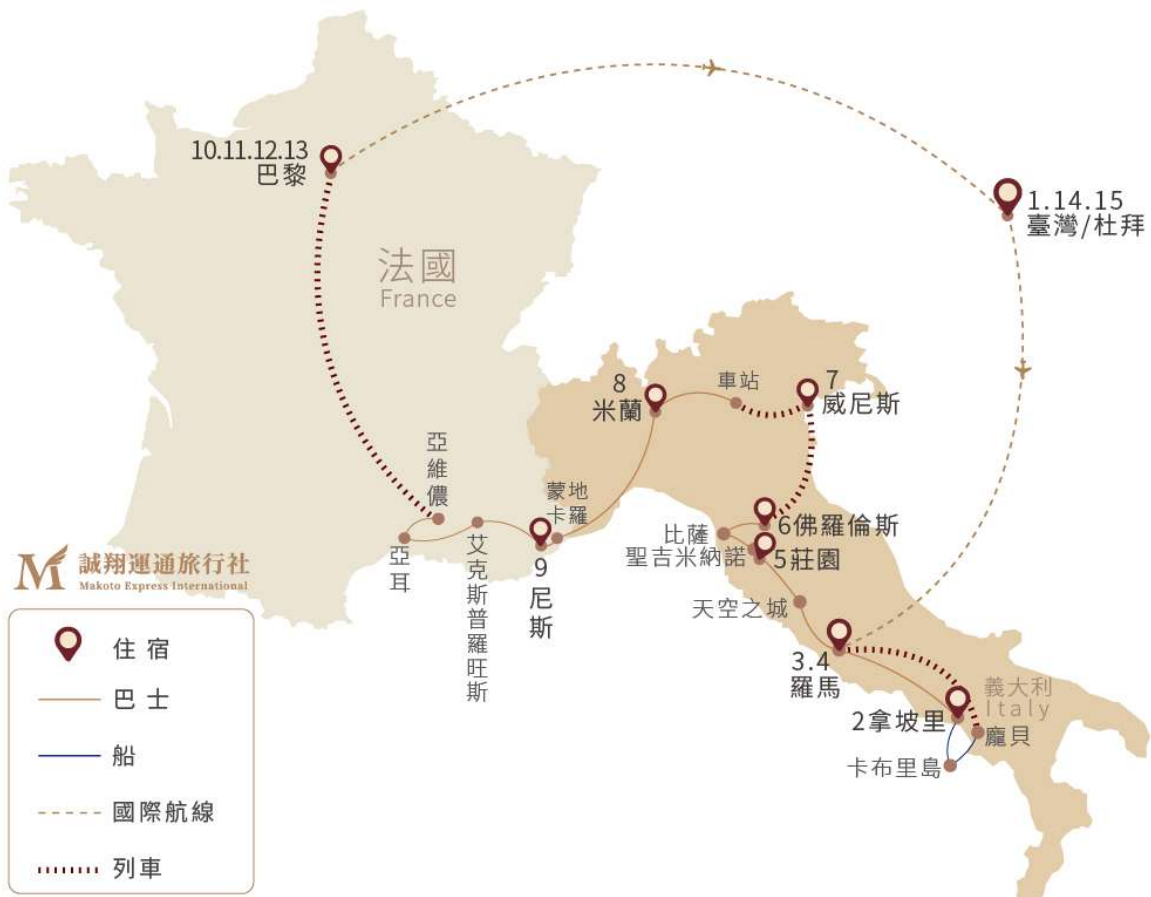 10.11.12.13
巴黎
1.14.15
臺灣/杜拜
法國
France
8
米蘭
車站
7
威尼斯
亞維儂
蒙地
卡羅
亞耳
艾克斯普羅旺斯
9
尼斯
比薩
6佛羅倫斯
聖吉米納諾
5莊園
天空之城
3.4
羅馬
義大利
Italy
2拿坡里
龐貝
卡布里島
M 誠翔運通旅行社
Makoto Express International
住宿
巴士
船
國際航線
列車